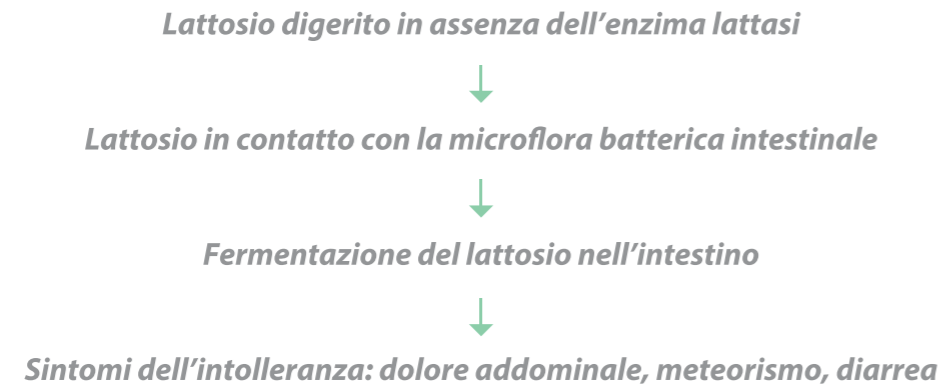 Lattosio digerito in assenza dell’enzima lattasi
Lattosio in contatto con la microflora batterica intestinale
Fermentazione del lattosio nell’intestino
Sintomi dell’intolleranza: dolore addominale, meteorismo, diarrea